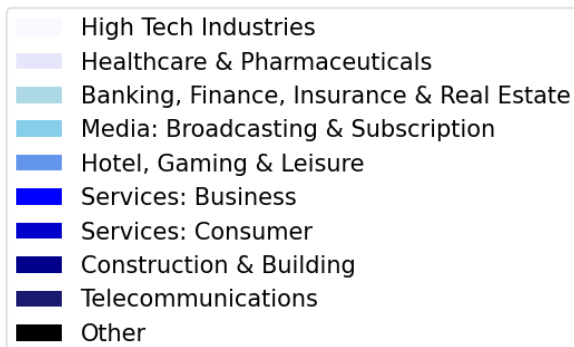 High Tech Industries
Healthcare & Pharmaceuticals
Banking, Finance, Insurance & Real Estate
Media: Broadcasting & Subscription
Hotel, Gaming & Leisure
Services: Business
Services: Consumer
Construction & Building
Telecommunications
Other